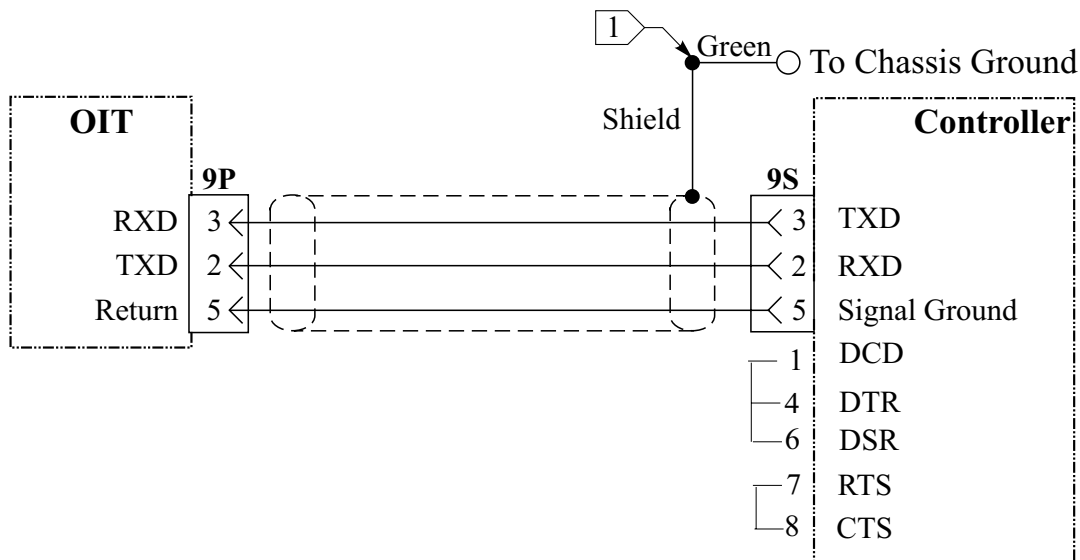 1
Green
To Chassis Ground
Shield
OIT
Controller
9P
9S
RXD 3
3 TXD
TXD 2
2 RXD
Return 5
5 Signal Ground
1 DCD
4 DTR
6 DSR
7 RTS
8 CTS